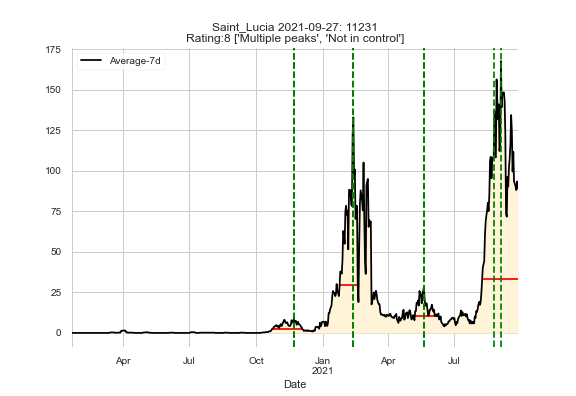 Saint_Lucia 2021-09-27: 11231
Rating:8 ['Multiple peaks', 'Not in control']
175
Average-7d
150
125
100
75
50
25
0
Apr Jul Oct Jan Apr Jul
2021
Date